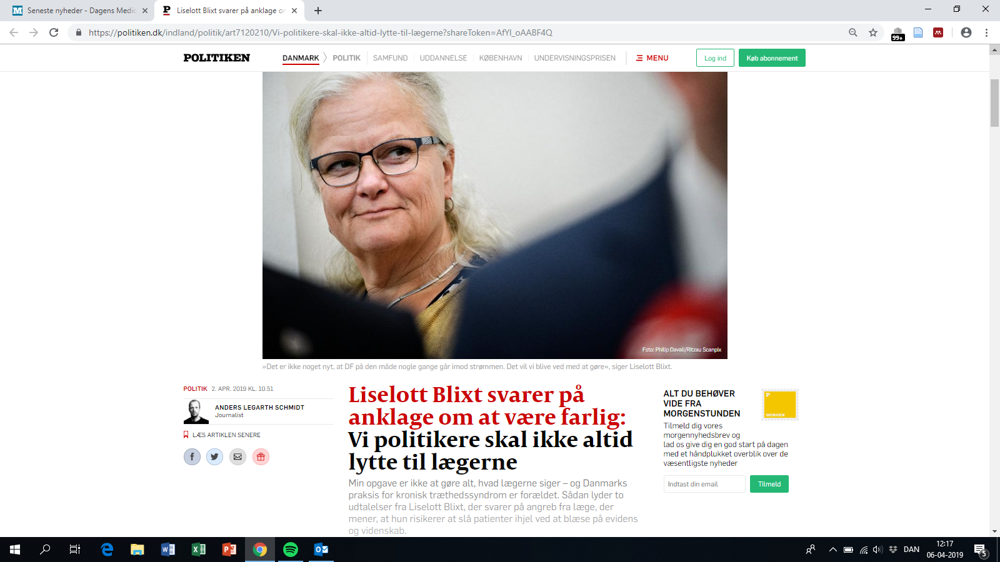 Seneste nyheder - Dagens Medic
Liselott Blixt svarer på anklage on
https://politiken.dk/indland/politik/art7120210/Vi-politikere-skal-ikke-altid-lytte-til-lægerne?shareToken=AfYl_oAABF4Q
99+
POLITIKEN
DANMARK
POLITIK
SAMFUND
UDDANNELSE
KØBENHAVN
UNDERVISNINGSPRISEN
MENU
Log ind
Køb abonnement
Foto: Philip Davali/Ritzau Scanpix
»Det er ikke noget nyt, at DF på den måde nogle gange går imod strømmen. Det vil vi blive ved med at gøre«, siger Liselott Blixt.
POLITIK 2. APR. 2019 KL. 10.51
ANDERS LEGARTH SCHMIDT
Journalist
LÆS ARTIKLEN SENERE
Liselott Blixt svarer på
anklage om at være farlig:
Vi politikere skal ikke altid
lytte til lægerne
Min opgave er ikke at gøre alt, hvad lægerne siger – og Danmarks
praksis for kronisk træthedssyndrom er forældet. Sådan lyder to
udtalelser fra Liselott Blixt, der svarer på angreb fra læge, der
mener, at hun risikerer at slå patienter ihjel ved at blæse på evidens
og videnskab.
ALT DU BEHØVER
VIDE FRA
MORGENSTUNDEN
P
MORGEN
Tilmeld dig vores
morgennyhedsbrev og
lad os give dig en god start på dagen
med et håndplukket overblik over de
væsentligste nyheder
Indtast din email
Tilmeld
DAN
12:17
06-04-2019
5